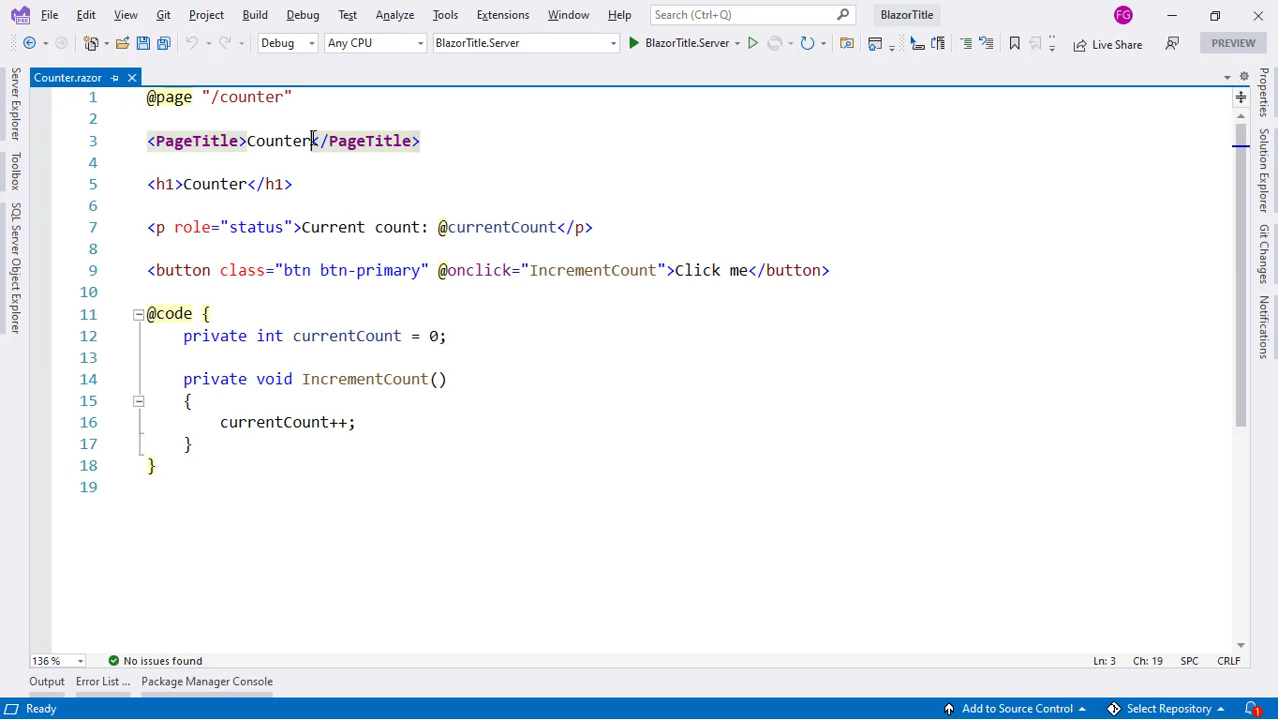 File Edit View Git Project Build Debug Test Analyze Tools Extensions Window Help Search (Ctrl+Q) BlazorTitle FG
Debug Any CPU BlazorTitle.Server BlazorTitle.Server Live Share PREVIEW
Counter.razor
Server Explorer
Toolbox
SQL Server Object Explorer
1 @page "/counter"
2
3 <PageTitle>Counter</PageTitle>
4
5 <h1>Counter</h1>
6
7 <p role="status">Current count: @currentCount</p>
8
9 <button class="btn btn-primary" @onclick="IncrementCount">Click me</button>
10
11 @code {
12 private int currentCount = 0;
13
14 private void IncrementCount()
15 {
16 currentCount++;
17 }
18 }
19
Properties
Solution Explorer
Git Changes
Notifications
136 % No issues found Ln: 3 Ch: 19 SPC CRLF
Output Error List ... Package Manager Console
Ready Add to Source Control Select Repository 1